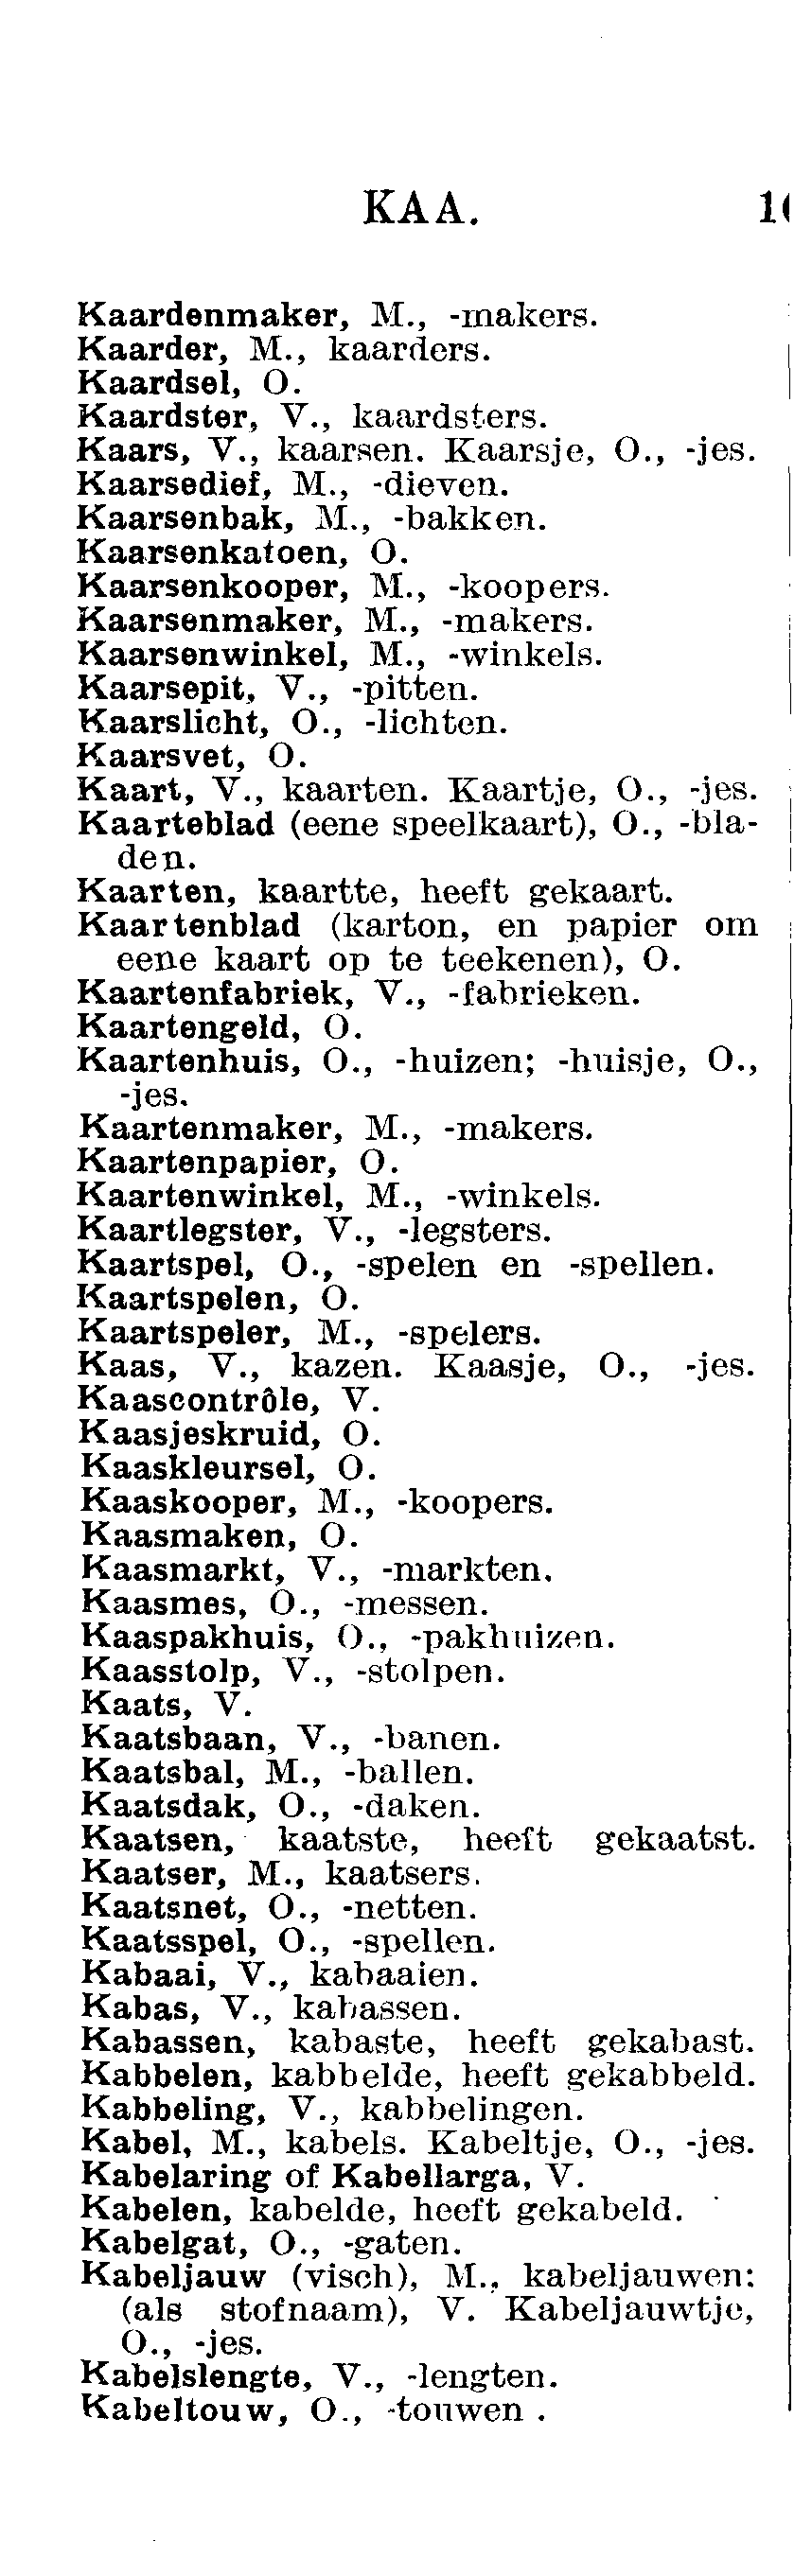 KAA.
Kaardenmaker, M., -makers.
Kaarder, M., kaarders.
Kaardsel, O.
Kaardster, V., kaardsters.
Kaars, V., kaarsen. Kaarsje, O., -jes.
Kaarsedief, M., -dieven.
Kaarsenbak, M., -bakken.
Kaarsenkatoen, O.
Kaarsenkooper, M., -koopers.
Kaarsenmaker, M., -makers.
Kaarsenwinkel, M., -winkels.
Kaarsepit, V., -pitten.
Kaarslicht, O., -lichten.
Kaarsvet, O.
Kaart, V., kaarten. Kaartje, O., -jes.
Kaarteblad (eene speelkaart), O., -bla-
den.
Kaarten, kaartte, heeft gekaart.
Kaartenblad (karton, en papier om
eene kaart op te teekenen), O.
Kaartenfabriek, V., -fabrieken.
Kaartengeld, O.
Kaartenhuis, O., -huizen; -huisje, O.,
-jes.
Kaartenmaker, M., -makers.
Kaartenpapier, O.
Kaartenwinkel, M., -winkels.
Kaartlegster, V., -legsters.
Kaartspel, O., -spelen en -spellen.
Kaartspelen, O.
Kaartspeler, M., -spelers.
Kaas, V., kazen. Kaasje, O., -jes.
Kaascontrôle, V.
Kaasjeskruid, O.
Kaaskleursel, O.
Kaaskooper, M., -koopers.
Kaasmaken, O.
Kaasmarkt, V., -markten.
Kaasmes, O., -messen.
Kaaspakhuis, O., -pakhuizen.
Kaasstolp, V., -stolpen.
Kaats, V.
Kaatsbaan, V., -banen.
Kaatsbal, M., -ballen.
Kaatsdak, O., -daken.
Kaatsen, kaatste, heeft gekaatst.
Kaatser, M., kaatsers.
Kaatsnet, O., -netten.
Kaatsspel, O., -spellen.
Kabaai, V., kabaaien.
Kabas, V., kabassen.
Kabassen, kabaste, heeft gekabast.
Kabbelen, kabbelde, heeft gekabbeld.
Kabbeling, V., kabbelingen.
Kabel, M., kabels. Kabeltje, O., -jes.
Kabelaring of Kabellarga, V.
Kabelen, kabelde, heeft gekabeld.
Kabelgat, O., -gaten.
Kabeljauw (visch), M., kabeljauwen:
(als stofnaam), V. Kabeljauwtje,
O., -jes.
Kabelslengte, V., -lengten.
Kabeltouw, O., -touwen .